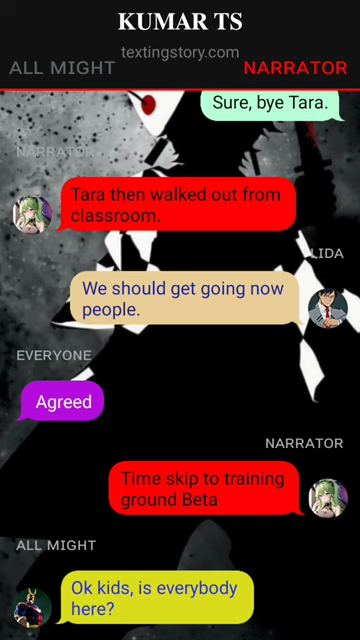 KUMAR TS
textingstory.com
ALL MIGHT
NARRATOR
Sure, bye Tara.
NARRATOR
Tara then walked out from
classroom.
LIDA
We should get going now
people.
EVERYONE
Agreed
NARRATOR
Time skip to training
ground Beta
ALL MIGHT
Ok kids, is everybody
here?